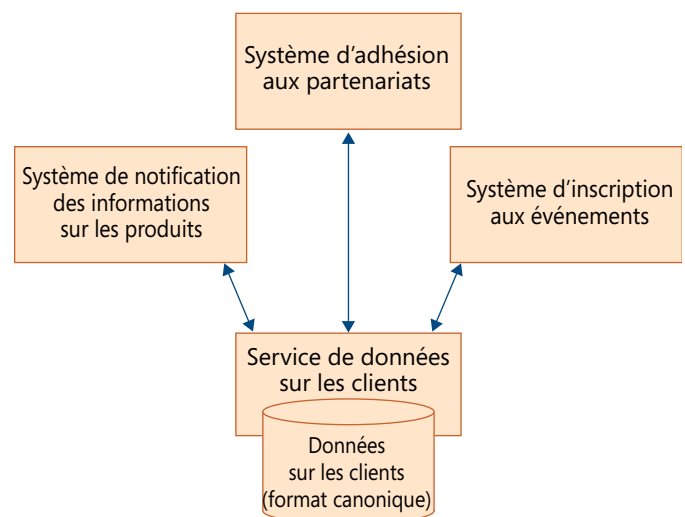 Système d’adhésion
aux partenariats
Système de notification
des informations
sur les produits
Système d’inscription
aux événements
Service de données
sur les clients
Données
sur les clients
(format canonique)